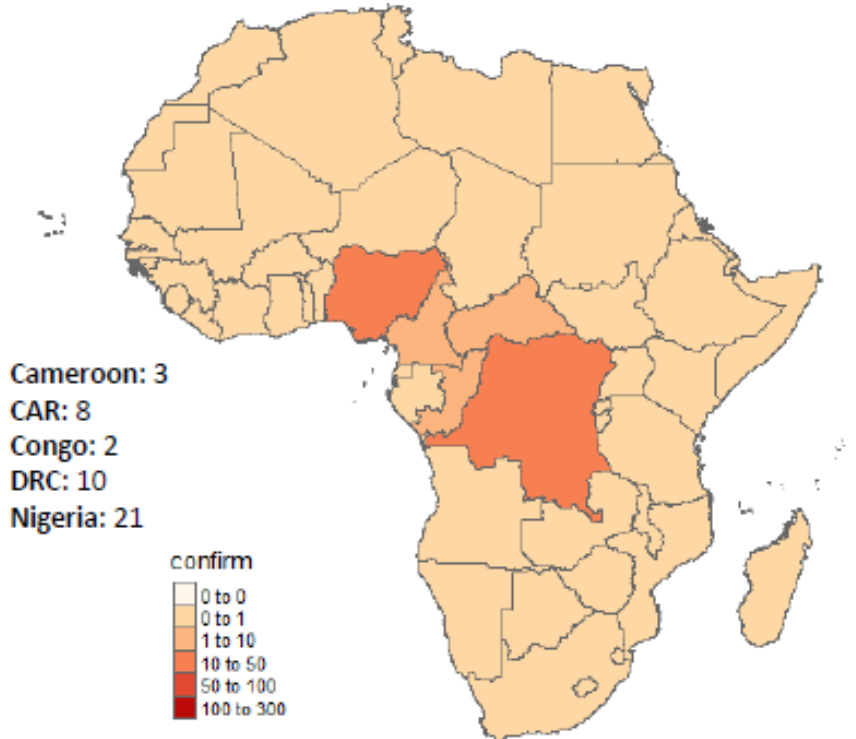 Cameroon: 3
CAR: 8
Congo: 2
DRC: 10
Nigeria: 21
confirm
0 to 0
0 to 1
1 to 10
10 to 50
50 to 100
100 to 300